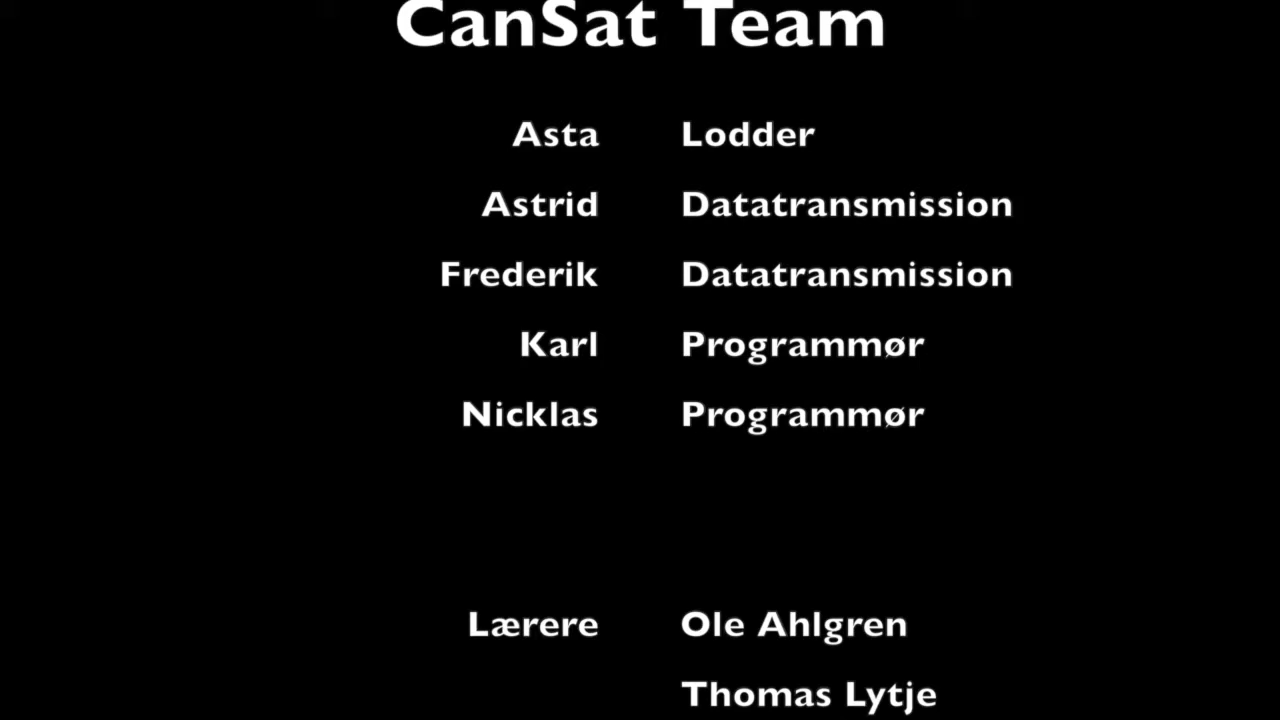 CanSat Team
Asta Lodder
Astrid Datatransmission
Frederik Datatransmission
Karl Programmør
Nicklas Programmør
Lærere Ole Ahlgren
Thomas Lytje